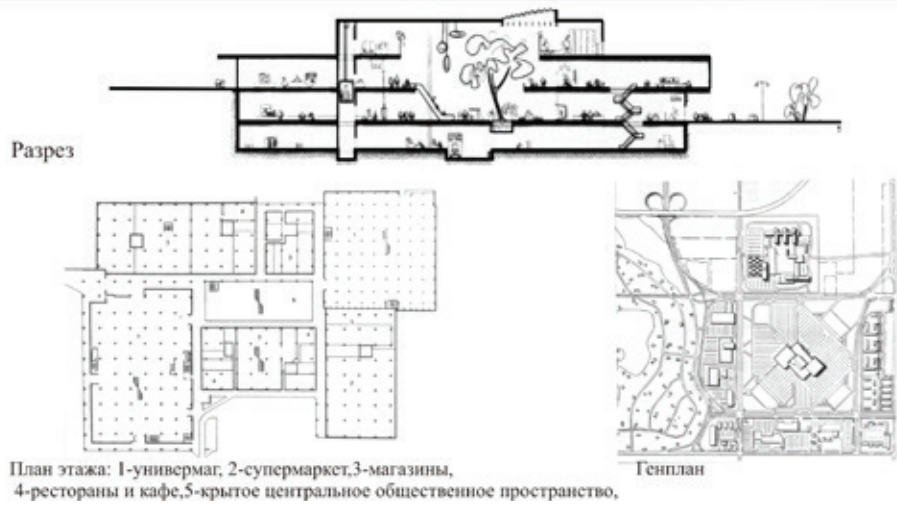 Разрез
План этажа: 1-универмаг, 2-супермаркет,3-магазины,
4-рестораны и кафе,5-крытое центральное общественное пространство,
Генплан